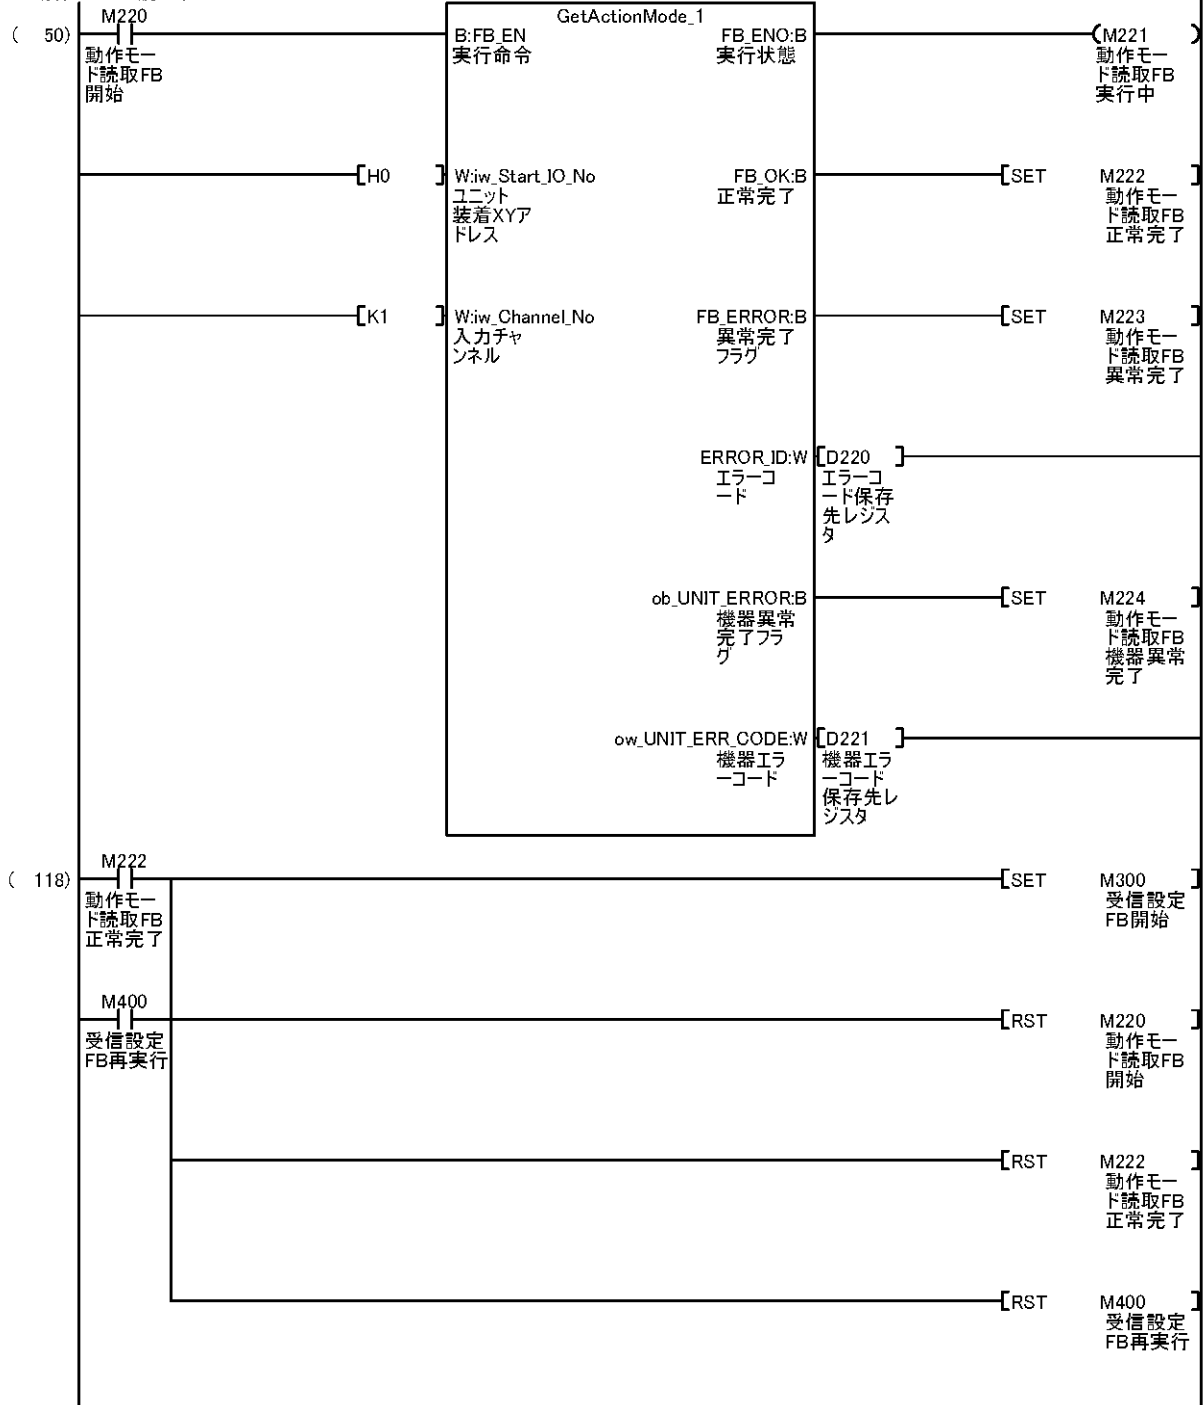 M220
GetActionMode_1
( 50)
B:FB_EN
FB_ENO:B
(M221 )
動作モー
ド読取FB
開始
実行命令
実行状態
動作モー
ド読取FB
実行中
[H0 ]
W:iw_Start_IO_No
FB_OK:B
[SET M222 ]
ユニット
装着XYア
ドレス
正常完了
動作モー
ド読取FB
正常完了
[K1 ]
W:iw_Channel_No
FB_ERROR:B
[SET M223 ]
入力チャ
ンネル
異常完了
フラグ
動作モー
ド読取FB
異常完了
ERROR_ID:W
[D220 ]
エラーコ
ード
エラーコ
ード保存
先レジス
タ
ob_UNIT_ERROR:B
[SET M224 ]
機器異常
完了フラ
グ
動作モー
ド読取FB
機器異常
完了
ow_UNIT_ERR_CODE:W
[D221 ]
機器エラ
ーコード
機器エラ
ーコード
保存先レ
ジスタ
M222
( 118)
[SET M300 ]
動作モー
ド読取FB
正常完了
受信設定
FB開始
M400
[RST M220 ]
受信設定
FB再実行
動作モー
ド読取FB
開始
[RST M222 ]
動作モー
ド読取FB
正常完了
[RST M400 ]
受信設定
FB再実行